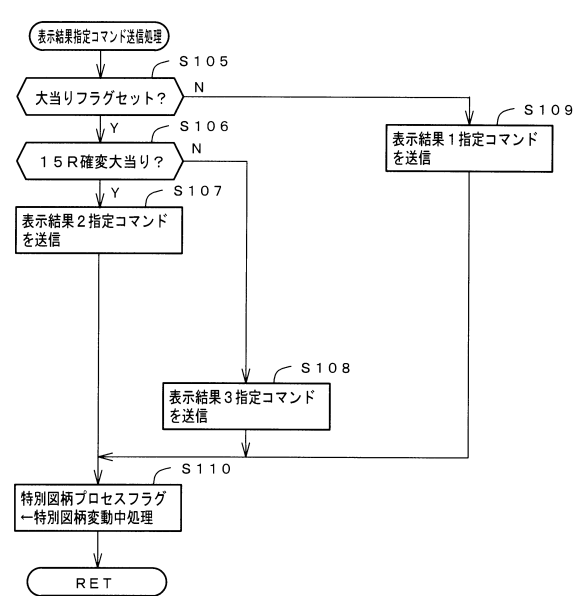 表示結果指定コマンド送信処理
S105
大当りフラグセット?
N
Y
S106
S109
表示結果1指定コマンド
を送信
15R確変大当り?
N
Y
S107
表示結果2指定コマンド
を送信
S108
表示結果3指定コマンド
を送信
S110
特別図柄プロセスフラグ
←特別図柄変動中処理
RET